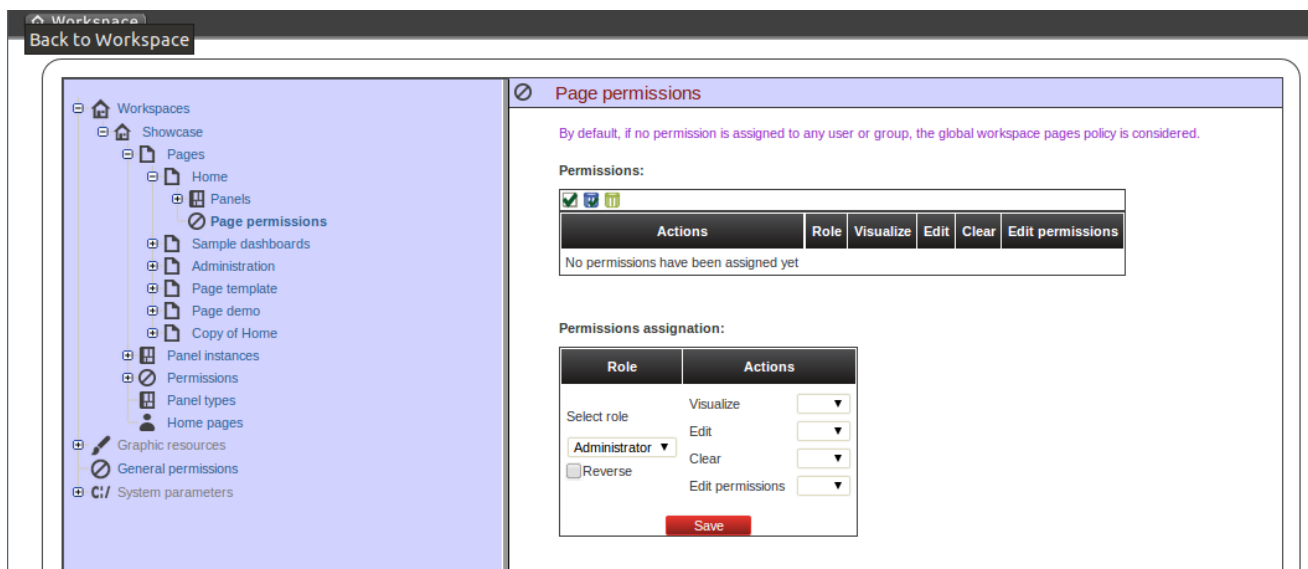 Workspace
Back to Workspace
Workspaces
Showcase
Pages
Home
Panels
Page permissions
Sample dashboards
Administration
Page template
Page demo
Copy of Home
Panel instances
Permissions
Panel types
Home pages
Graphic resources
General permissions
C:/ System parameters
Page permissions
By default, if no permission is assigned to any user or group, the global workspace pages policy is considered.
Permissions:
Actions Role Visualize Edit Clear Edit permissions
No permissions have been assigned yet
Permissions assignation:
Role Actions
Select role
Administrator
Reverse
Visualize
Edit
Clear
Edit permissions
Save